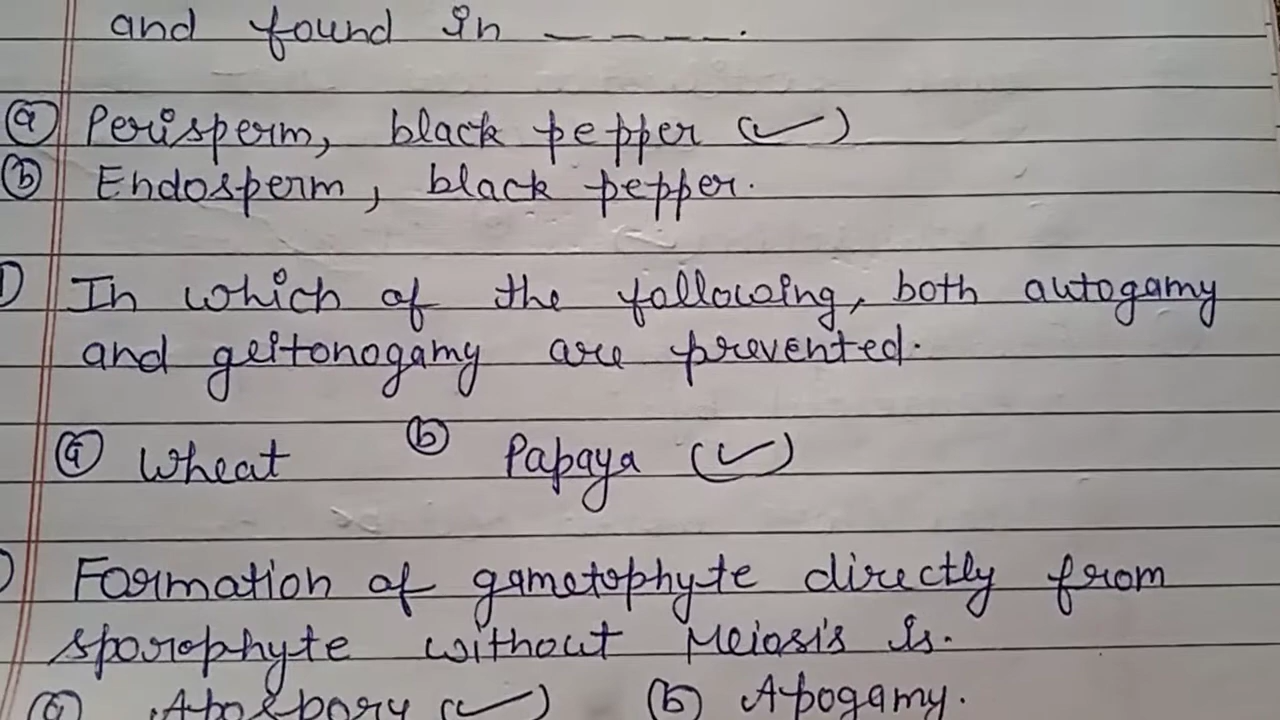 and found in ----.
(a) Perisperm, black pepper (✓)
(b) Endosperm, black pepper.
In which of the following, both autogamy
and geitonogamy are prevented.
(a) Wheat (b) Papaya (✓)
Formation of gametophyte directly from
sporophyte without Meiosis is.
(a) Apospory (✓) (b) Apogamy.